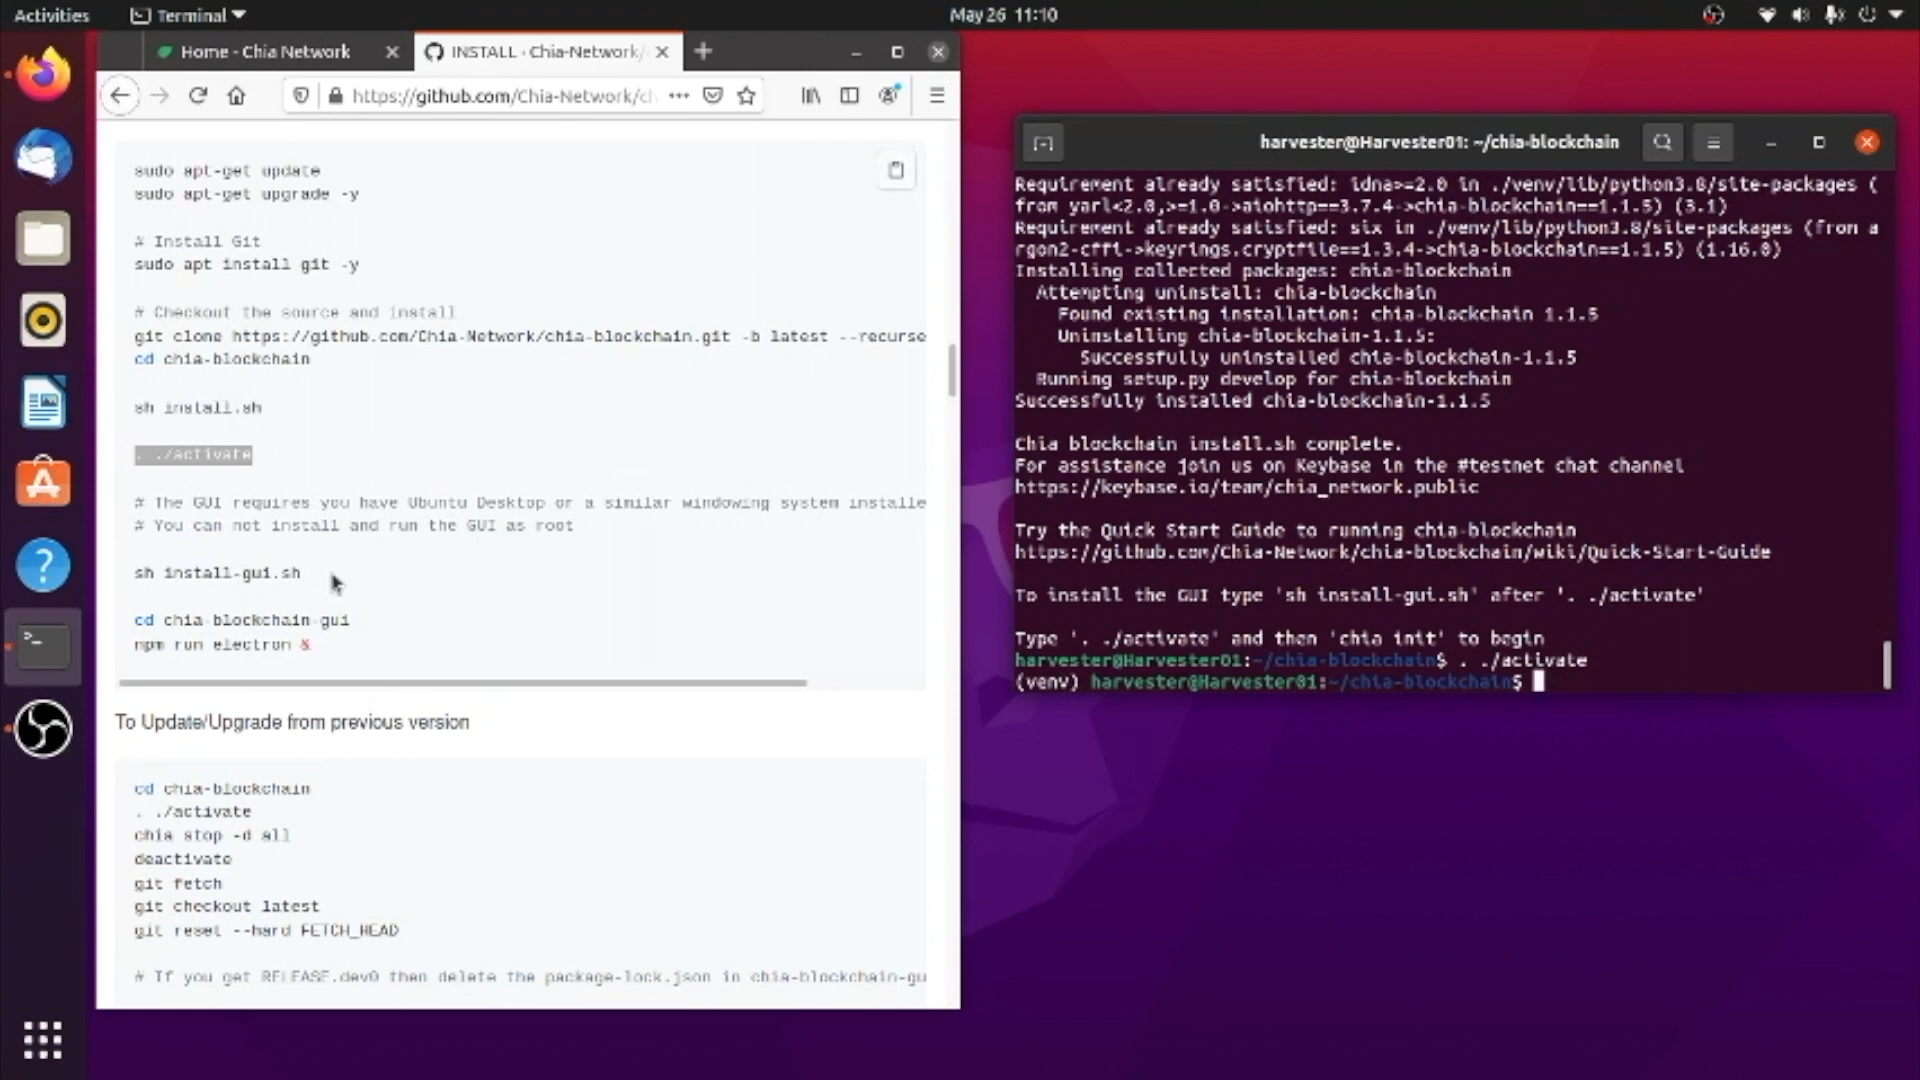 Activities
Terminal
May 26 11:10
Home - Chia Network
INSTALL · Chia-Network/
https://github.com/Chia-Network/ch
sudo apt-get update
sudo apt-get upgrade -y
# Install Git
sudo apt install git -y
# Checkout the source and install
git clone https://github.com/Chia-Network/chia-blockchain.git -b latest --recurse
cd chia-blockchain
sh install.sh
. ./activate
# The GUI requires you have Ubuntu Desktop or a similar windowing system installe
# You can not install and run the GUI as root
sh install-gui.sh
cd chia-blockchain-gui
npm run electron &
To Update/Upgrade from previous version
cd chia-blockchain
. ./activate
chia stop -d all
deactivate
git fetch
git checkout latest
git reset --hard FETCH_HEAD
# If you get RELEASE.dev0 then delete the package-lock.json in chia-blockchain-gu
harvester@Harvester01: ~/chia-blockchain
Requirement already satisfied: idna>=2.0 in ./venv/lib/python3.8/site-packages (
from yarl<2.0,>=1.0->aiohttp==3.7.4->chia-blockchain==1.1.5) (3.1)
Requirement already satisfied: six in ./venv/lib/python3.8/site-packages (from a
rgon2-cffi->keyrings.cryptfile==1.3.4->chia-blockchain==1.1.5) (1.16.0)
Installing collected packages: chia-blockchain
Attempting uninstall: chia-blockchain
Found existing installation: chia-blockchain 1.1.5
Uninstalling chia-blockchain-1.1.5:
Successfully uninstalled chia-blockchain-1.1.5
Running setup.py develop for chia-blockchain
Successfully installed chia-blockchain-1.1.5
Chia blockchain install.sh complete.
For assistance join us on Keybase in the #testnet chat channel
https://keybase.io/team/chia_network.public
Try the Quick Start Guide to running chia-blockchain
https://github.com/Chia-Network/chia-blockchain/wiki/Quick-Start-Guide
To install the GUI type 'sh install-gui.sh' after '. ./activate'
Type '. ./activate' and then 'chia init' to begin
harvester@Harvester01:~/chia-blockchain$ . ./activate
(venv) harvester@Harvester01:~/chia-blockchain$